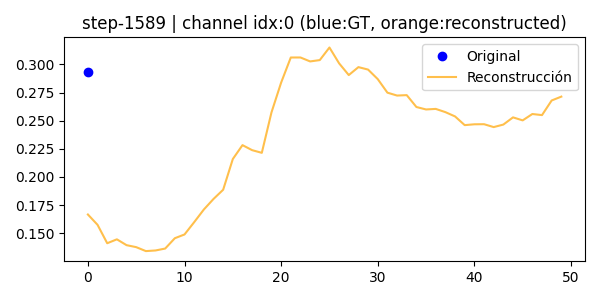 step-1589 | channel idx:0 (blue:GT, orange:reconstructed)
Original
Reconstrucción
0.300
0.275
0.250
0.225
0.200
0.175
0.150
0 10 20 30 40 50